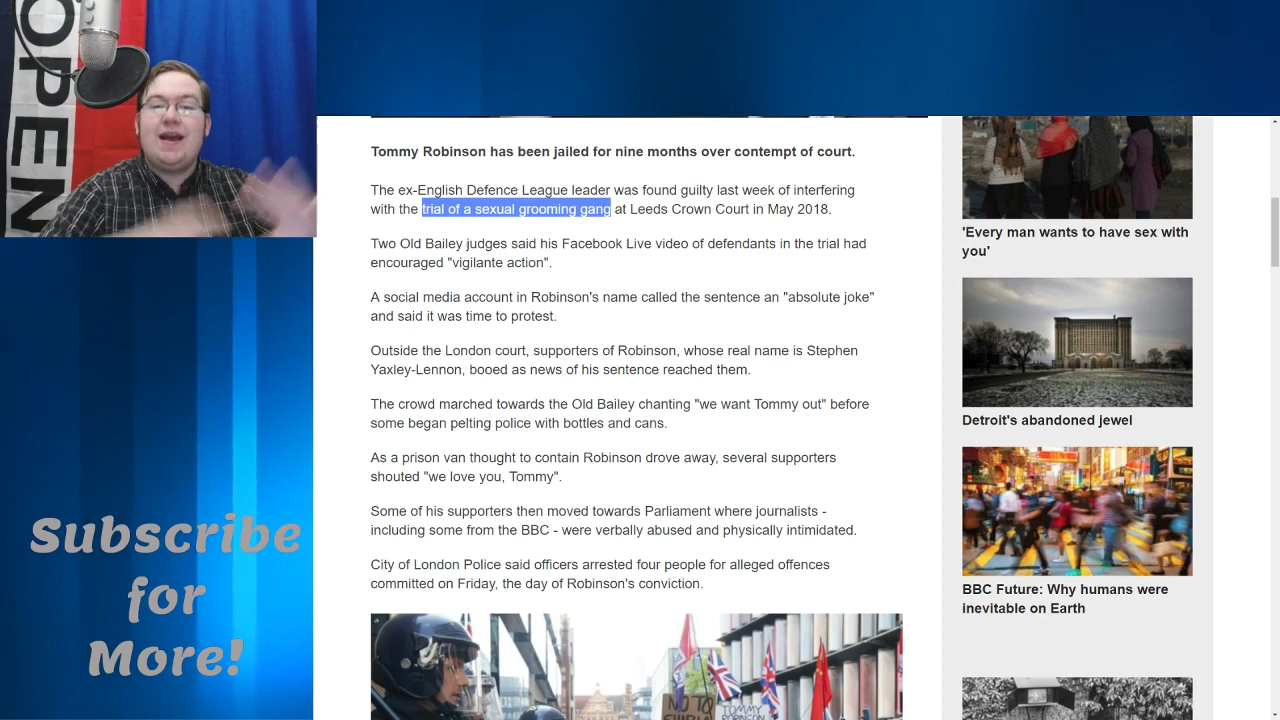 OPEN
Tommy Robinson has been jailed for nine months over contempt of court.
The ex-English Defence League leader was found guilty last week of interfering
with the trial of a sexual grooming gang at Leeds Crown Court in May 2018.
Two Old Bailey judges said his Facebook Live video of defendants in the trial had
encouraged "vigilante action".
A social media account in Robinson's name called the sentence an "absolute joke"
and said it was time to protest.
Outside the London court, supporters of Robinson, whose real name is Stephen
Yaxley-Lennon, booed as news of his sentence reached them.
The crowd marched towards the Old Bailey chanting "we want Tommy out" before
some began pelting police with bottles and cans.
As a prison van thought to contain Robinson drove away, several supporters
shouted "we love you, Tommy".
Some of his supporters then moved towards Parliament where journalists -
including some from the BBC - were verbally abused and physically intimidated.
City of London Police said officers arrested four people for alleged offences
committed on Friday, the day of Robinson's conviction.
NO TO
TOMMY
'Every man wants to have sex with
you'
Detroit's abandoned jewel
BBC Future: Why humans were
inevitable on Earth
Subscribe
for
More!